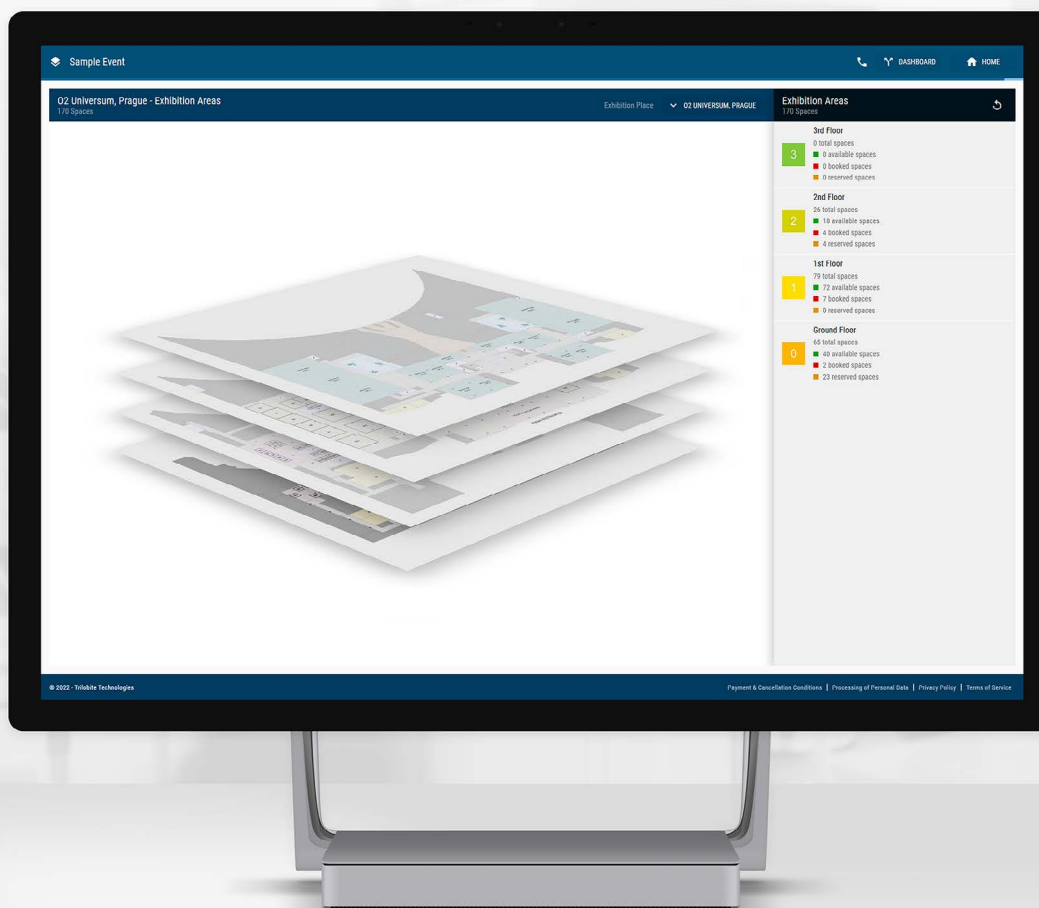 Sample Event
DASHBOARD
HOME
O2 Universum, Prague - Exhibition Areas
170 Spaces
Exhibition Place
O2 UNIVERSUM, PRAGUE
Exhibition Areas
170 Spaces
3
3rd Floor
0 total spaces
0 available spaces
0 booked spaces
0 reserved spaces
2
2nd Floor
26 total spaces
18 available spaces
4 booked spaces
4 reserved spaces
1
1st Floor
79 total spaces
72 available spaces
7 booked spaces
0 reserved spaces
0
Ground Floor
65 total spaces
40 available spaces
2 booked spaces
23 reserved spaces
© 2022 - Trilobite Technologies
Payment & Cancellation Conditions | Processing of Personal Data | Privacy Policy | Terms of Service